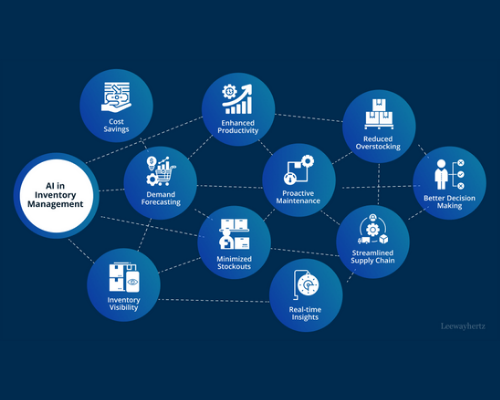 Cost
Savings
Enhanced
Productivity
Reduced
Overstocking
AI in
Inventory
Management
Demand
Forecasting
Proactive
Maintenance
Better Decision
Making
Minimized
Stockouts
Streamlined
Supply Chain
Inventory
Visibility
Real-time
Insights
Leewayhertz